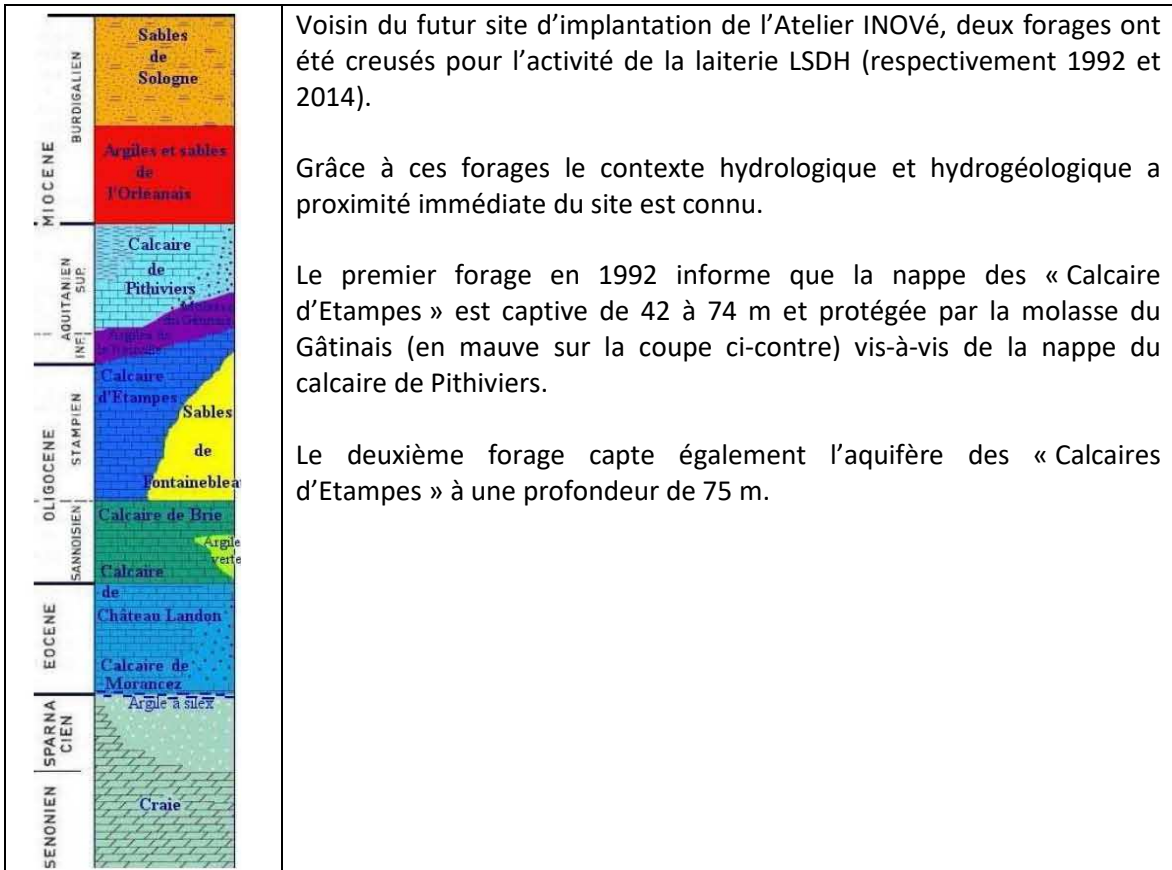 MIOCENE
BURDIGALIEN
AQUITANIEN
SUP.
INF.
OLIGOCENE
STAMPIEN
SANNOISIEN
EOCENE
SPARNA
CIEN
SENONIEN
Sables
de
Sologne
Argiles et sables
de
l'Orléanais
Calcaire
de
Pithiviers
Calcaire
d'Etampes
Sables
de
Fontaineblea
Calcaire de Brie
Argile
verte
Calcaire
de
Château Landon
Calcaire de
Morancez
Argile à silex
Craie
Voisin du futur site d’implantation de l’Atelier INOVé, deux forages ont
été creusés pour l’activité de la laiterie LSDH (respectivement 1992 et
2014).
Grâce à ces forages le contexte hydrologique et hydrogéologique a
proximité immédiate du site est connu.
Le premier forage en 1992 informe que la nappe des « Calcaire
d’Etampes » est captive de 42 à 74 m et protégée par la molasse du
Gâtinais (en mauve sur la coupe ci-contre) vis-à-vis de la nappe du
calcaire de Pithiviers.
Le deuxième forage capte également l’aquifère des « Calcaires
d’Etampes » à une profondeur de 75 m.